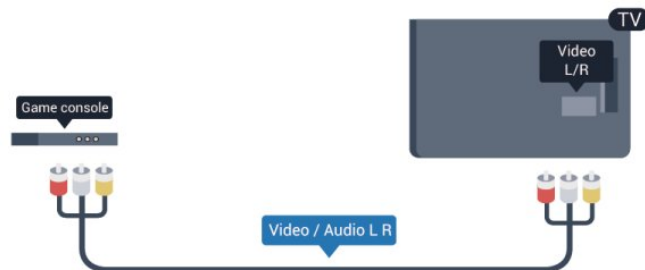 TV
Video
L/R
Game console
Video / Audio L R